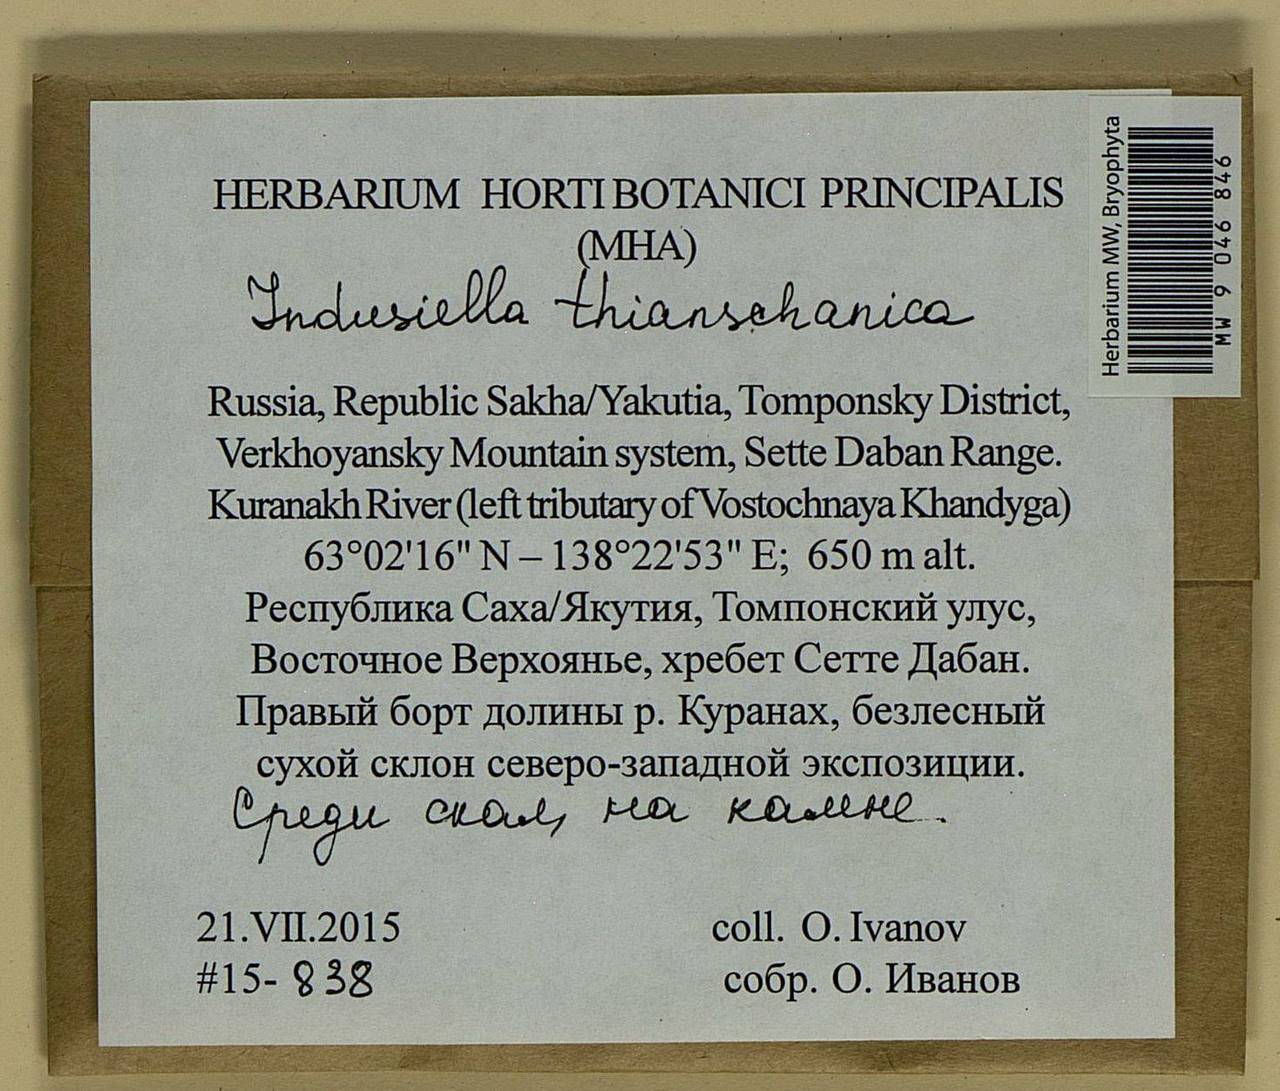 HERBARIUM HORTI BOTANICI PRINCIPALIS
(MHA)
Indusiella thianschanica
Russia, Republic Sakha/Yakutia, Tomponsky District,
Verkhoyansky Mountain system, Sette Daban Range.
Kuranakh River (left tributary of Vostochnaya Khandyga)
63°02'16" N – 138°22'53" E; 650 m alt.
Республика Саха/Якутия, Томпонский улус,
Восточное Верхоянье, хребет Сетте Дабан.
Правый борт долины р. Куранах, безлесный
сухой склон северо-западной экспозиции.
Среди скал, на камне.
21.VII.2015 coll. O. Ivanov
#15- 838 собр. О. Иванов
Herbarium MW, Bryophyta
MW 9 046 846